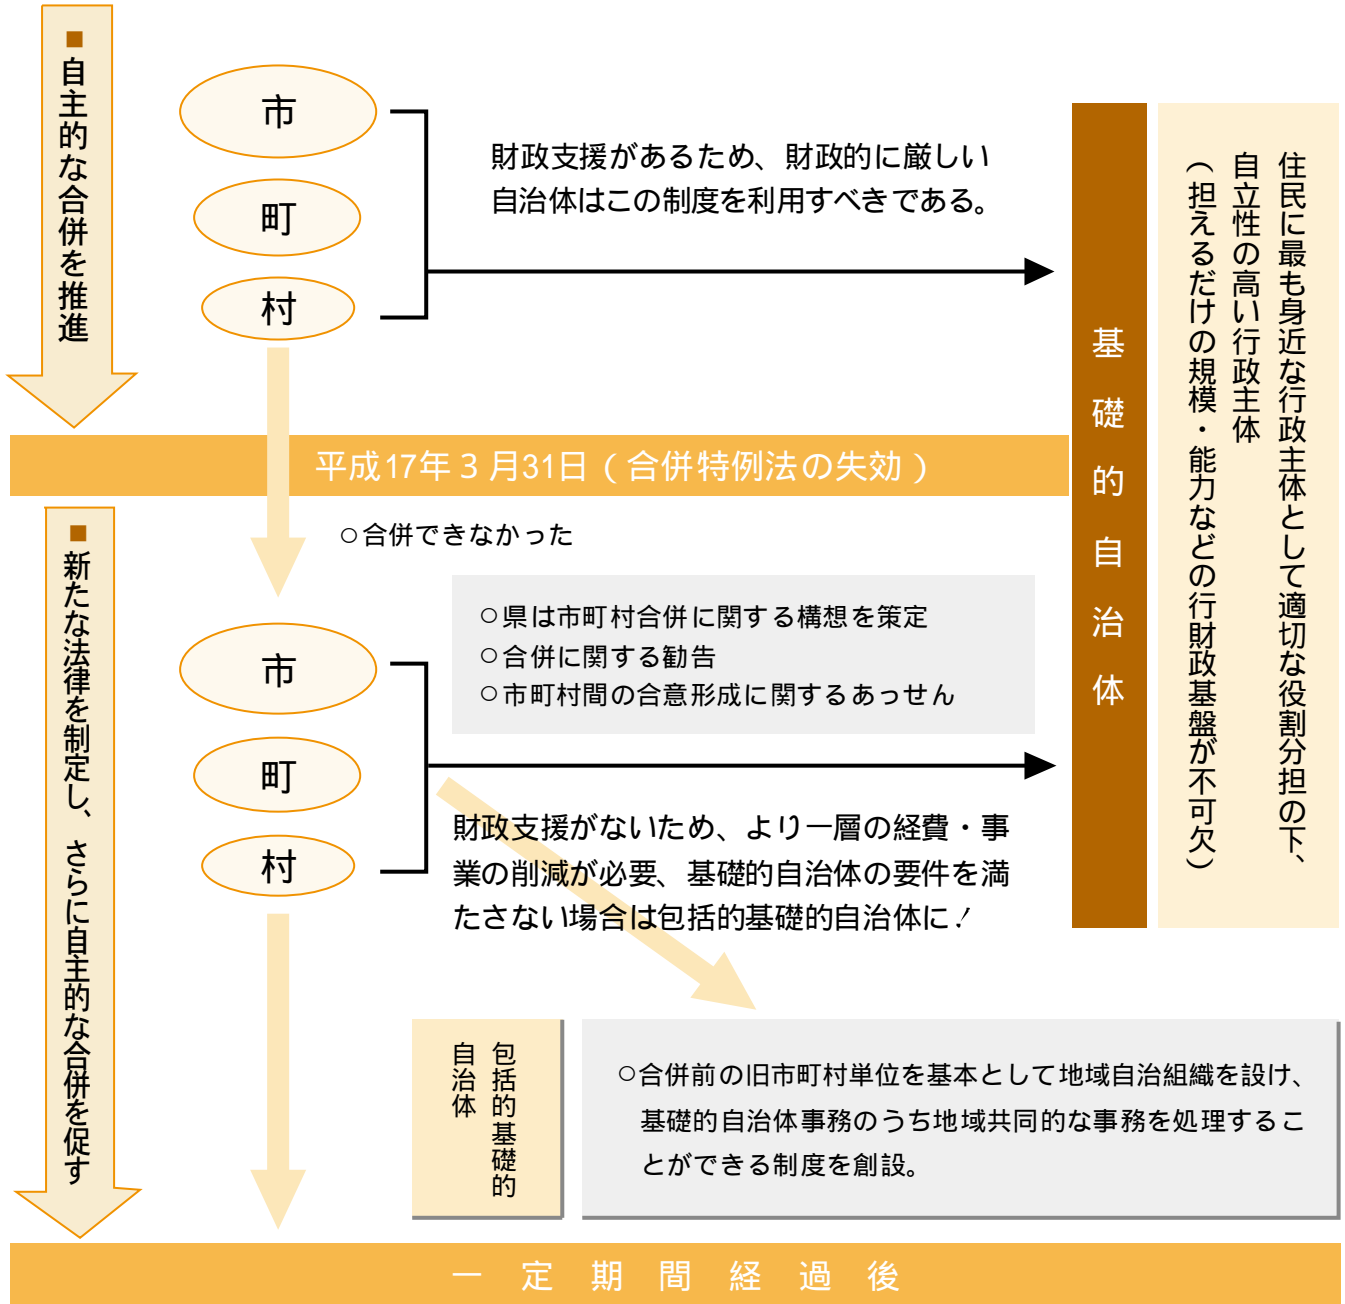 ■自主的な合併を推進
市
町
村
財政支援があるため、財政的に厳しい
自治体はこの制度を利用すべきである。
基礎的自治体
住民に最も身近な行政主体として適切な役割分担の下、
自立性の高い行政主体
（担えるだけの規模・能力などの行財政基盤が不可欠）
平成17年３月31日（合併特例法の失効）
■新たな法律を制定し、さらに自主的な合併を促す
○合併できなかった
○県は市町村合併に関する構想を策定
○合併に関する勧告
○市町村間の合意形成に関するあっせん
市
町
村
財政支援がないため、より一層の経費・事
業の削減が必要、基礎的自治体の要件を満
たさない場合は包括的基礎的自治体に！
包括的基礎的
自治体
○合併前の旧市町村単位を基本として地域自治組織を設け、
基礎的自治体事務のうち地域共同的な事務を処理するこ
とができる制度を創設。
一定期間経過後